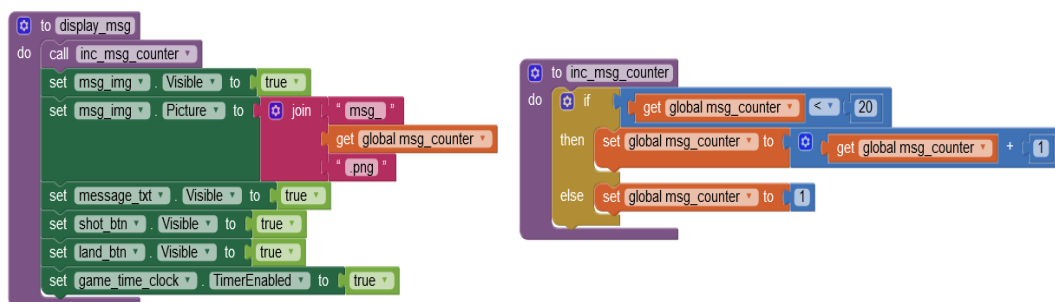 to display_msg
do call inc_msg_counter
set msg_img . Visible to true
set msg_img . Picture to join " msg_ "
get global msg_counter
" .png "
set message_txt . Visible to true
set shot_btn . Visible to true
set land_btn . Visible to true
set game_time_clock . TimerEnabled to true
to inc_msg_counter
do if get global msg_counter < 20
then set global msg_counter to get global msg_counter + 1
else set global msg_counter to 1